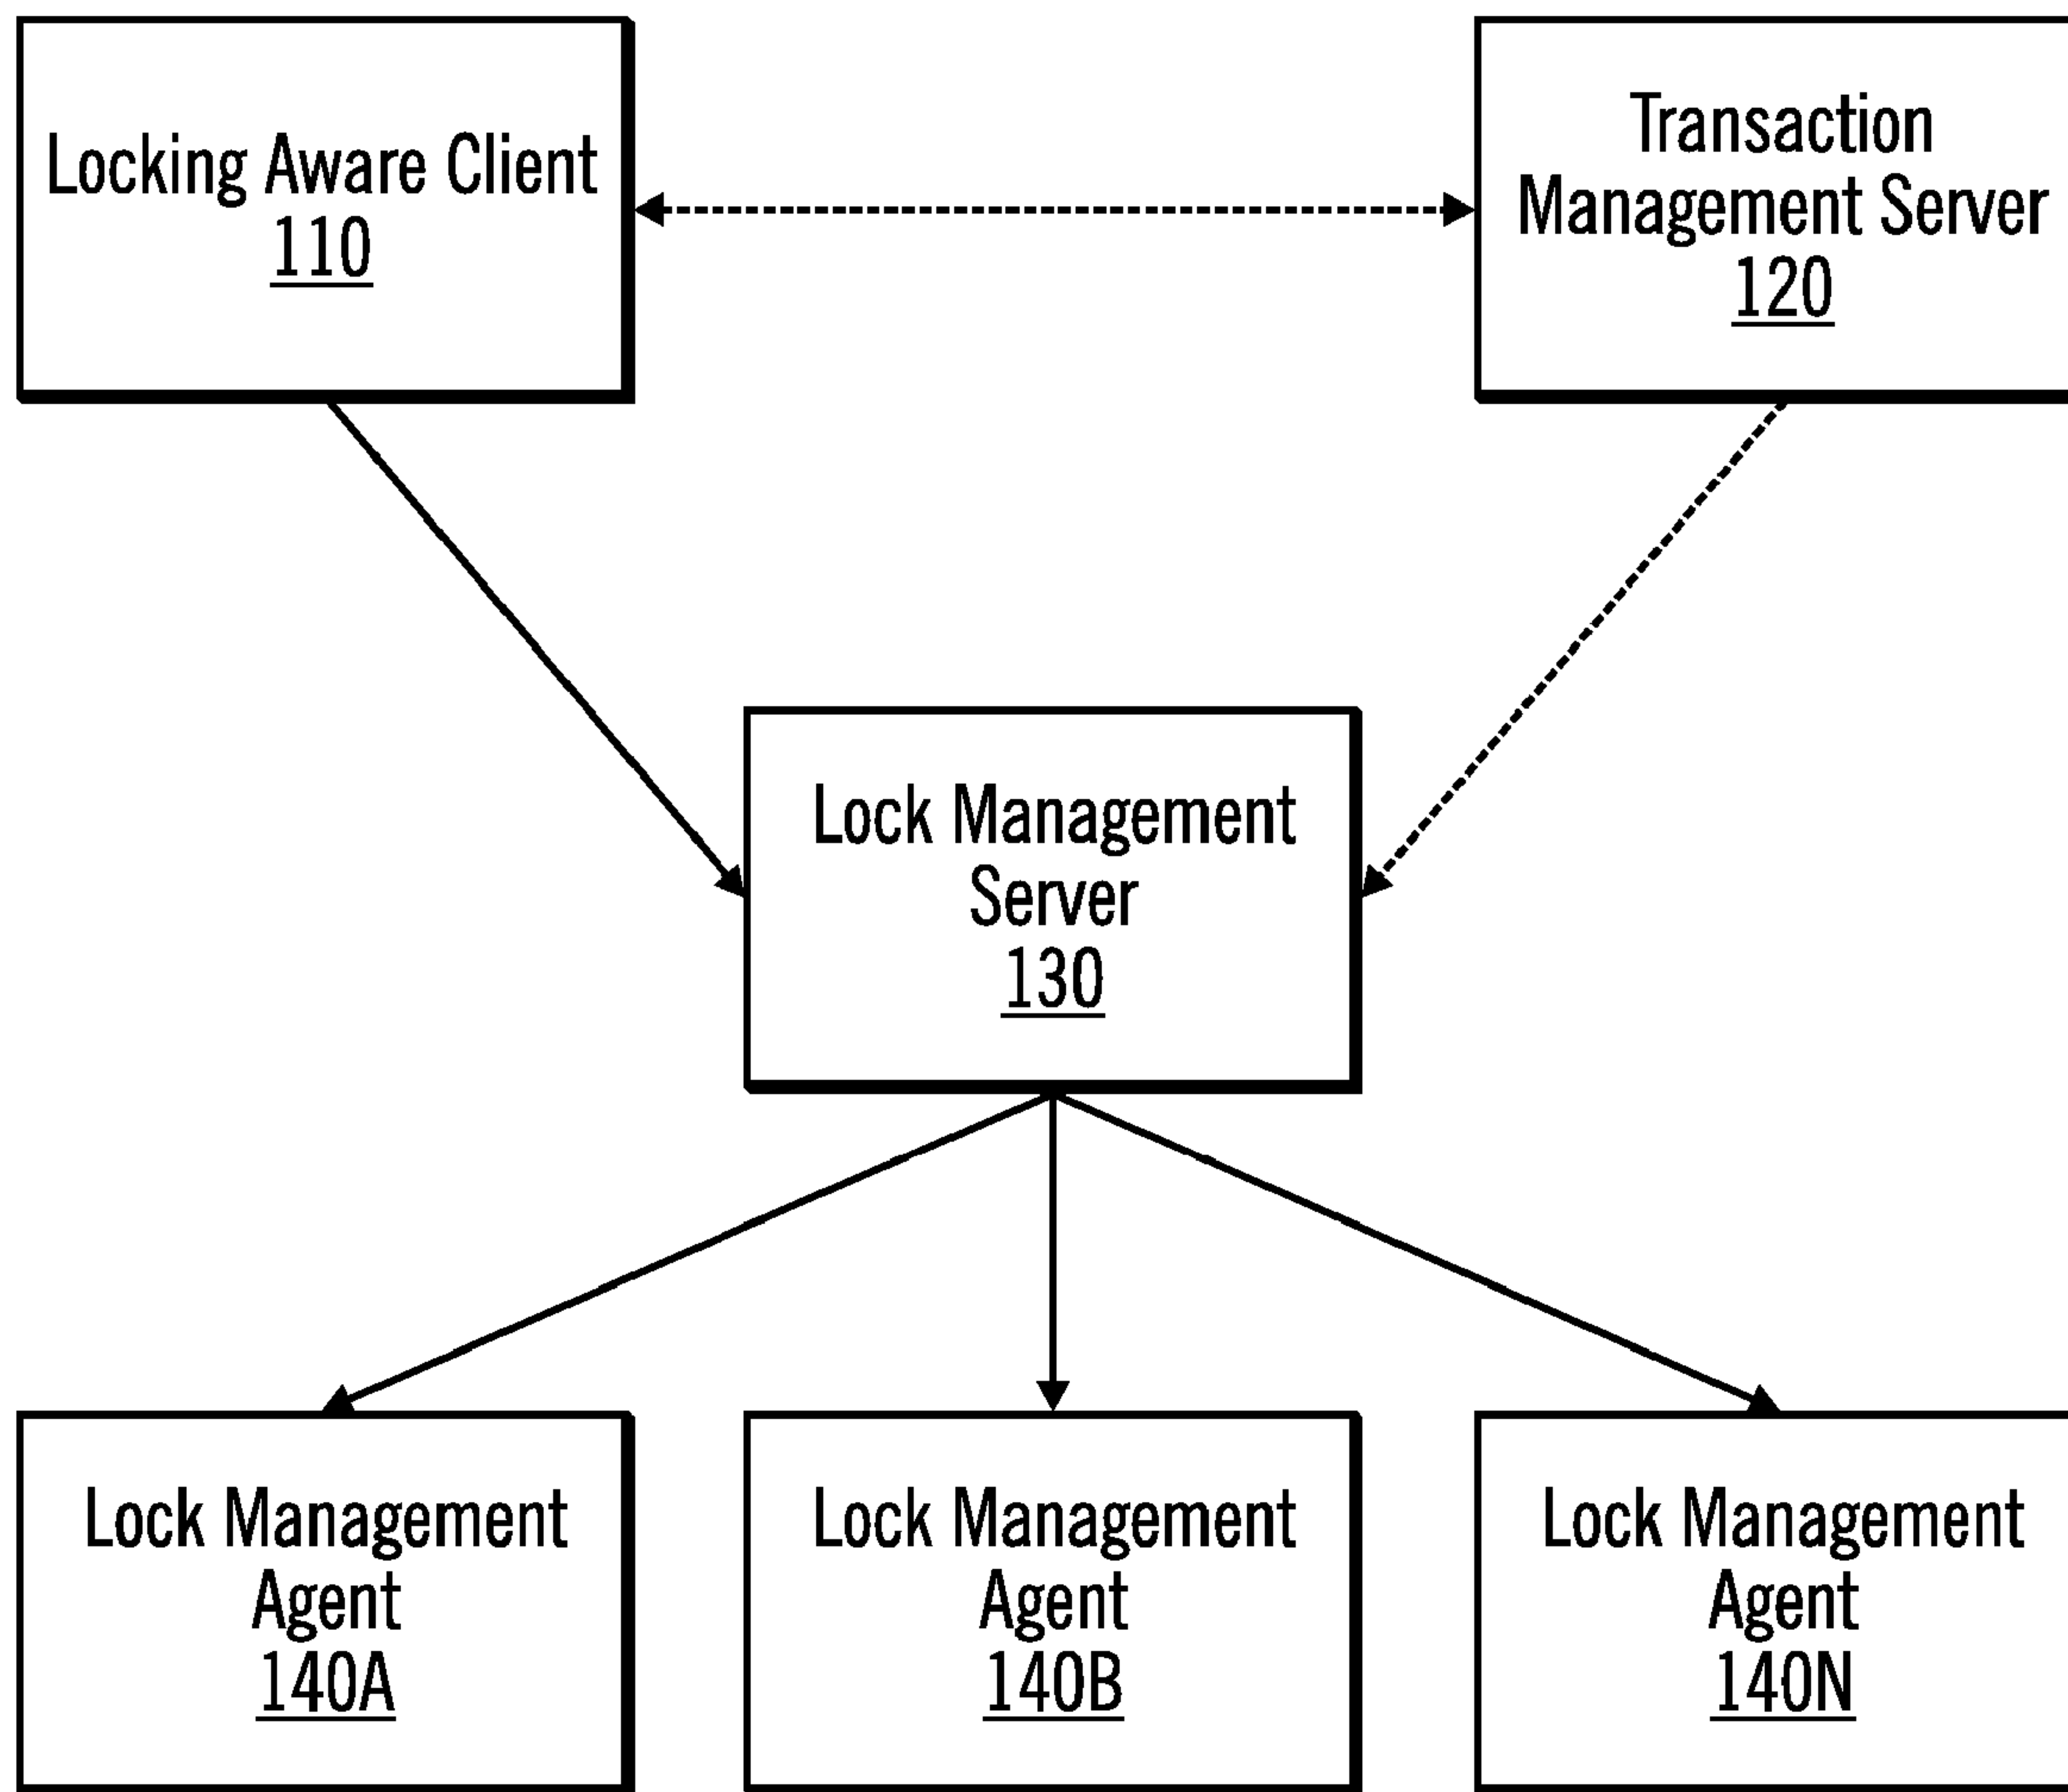 Locking Aware Client
110
Transaction
Management Server
120
Lock Management
Server
130
Lock Management
Agent
140A
Lock Management
Agent
140B
Lock Management
Agent
140N